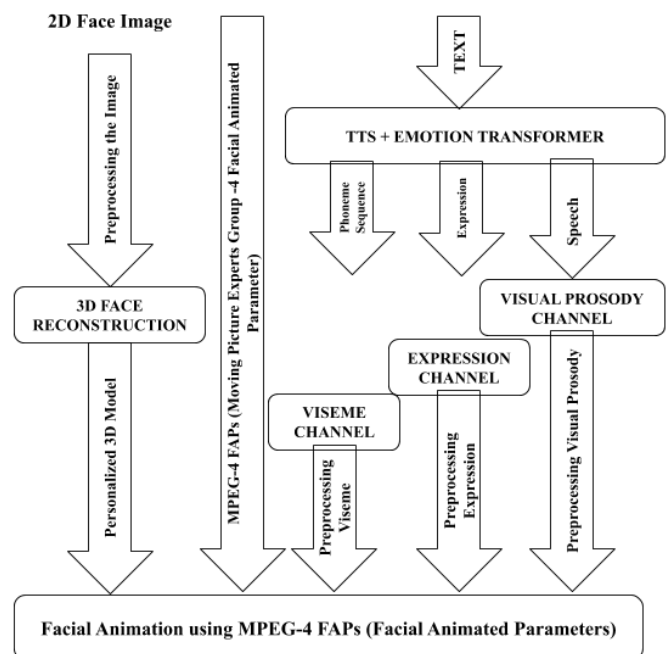 2D Face Image
Preprocessing the Image
3D FACE
RECONSTRUCTION
Personalized 3D Model
MPEG-4 FAPs (Moving Picture Experts Group -4 Facial Animated
Parameter)
TEXT
TTS + EMOTION TRANSFORMER
Phoneme
Sequence
Expression
Speech
VISUAL PROSODY
CHANNEL
EXPRESSION
CHANNEL
VISEME
CHANNEL
Preprocessing
Viseme
Preprocessing
Expression
Preprocessing Visual Prosody
Facial Animation using MPEG-4 FAPs (Facial Animated Parameters)